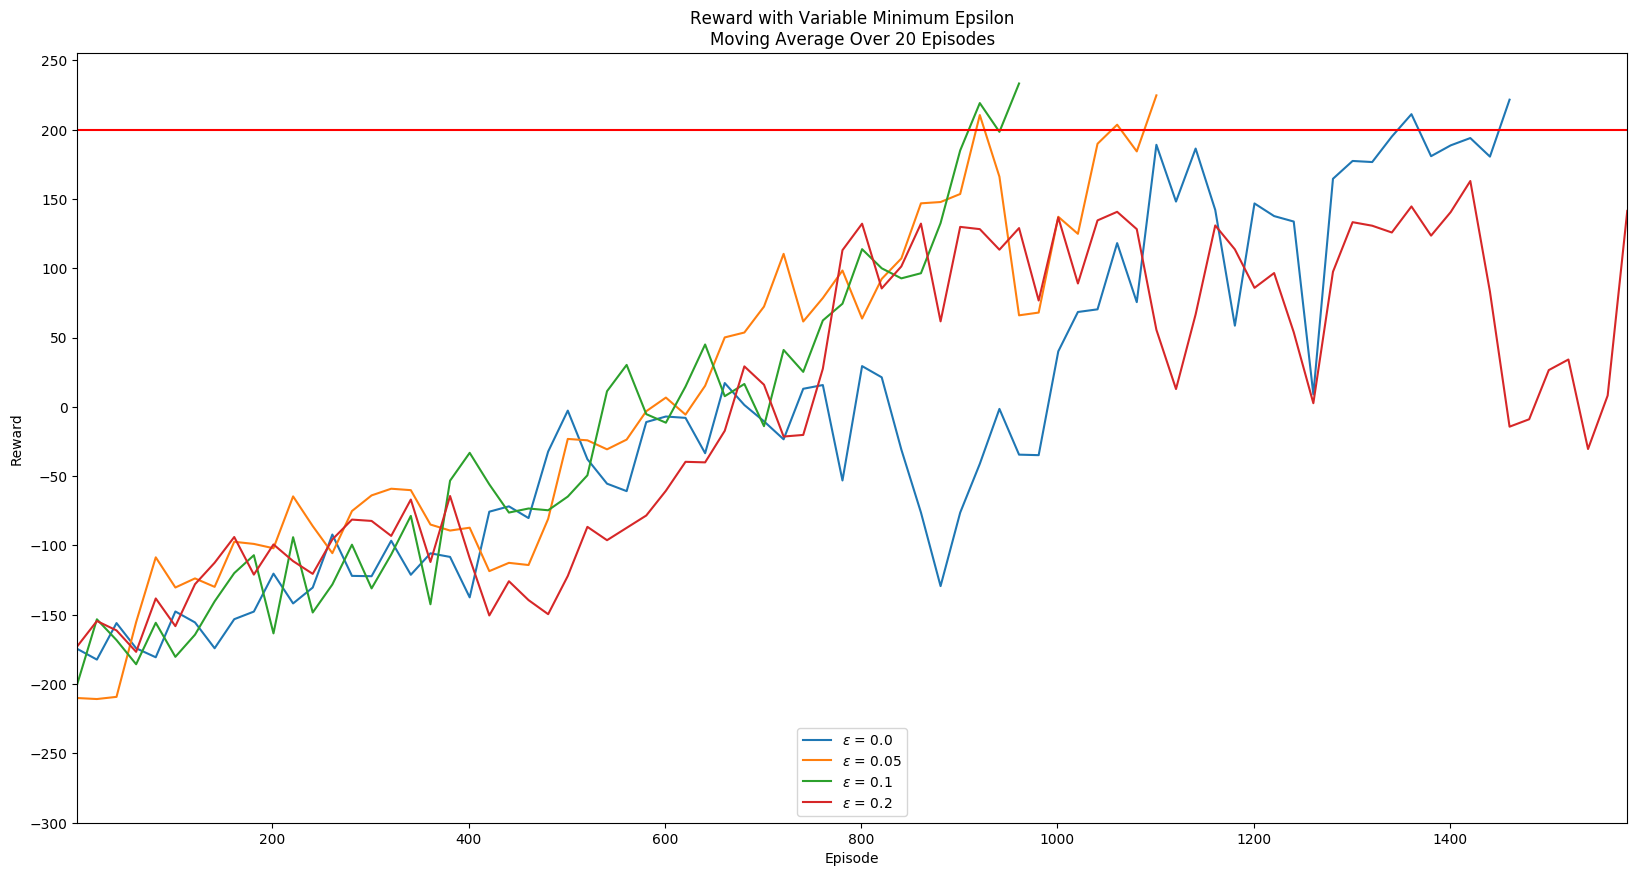 Reward with Variable Minimum Epsilon
Moving Average Over 20 Episodes
250
200
150
100
50
0
−50
−100
−150
−200
−250
−300
Reward
ε = 0.0
ε = 0.05
ε = 0.1
ε = 0.2
200
400
600
800
1000
1200
1400
Episode